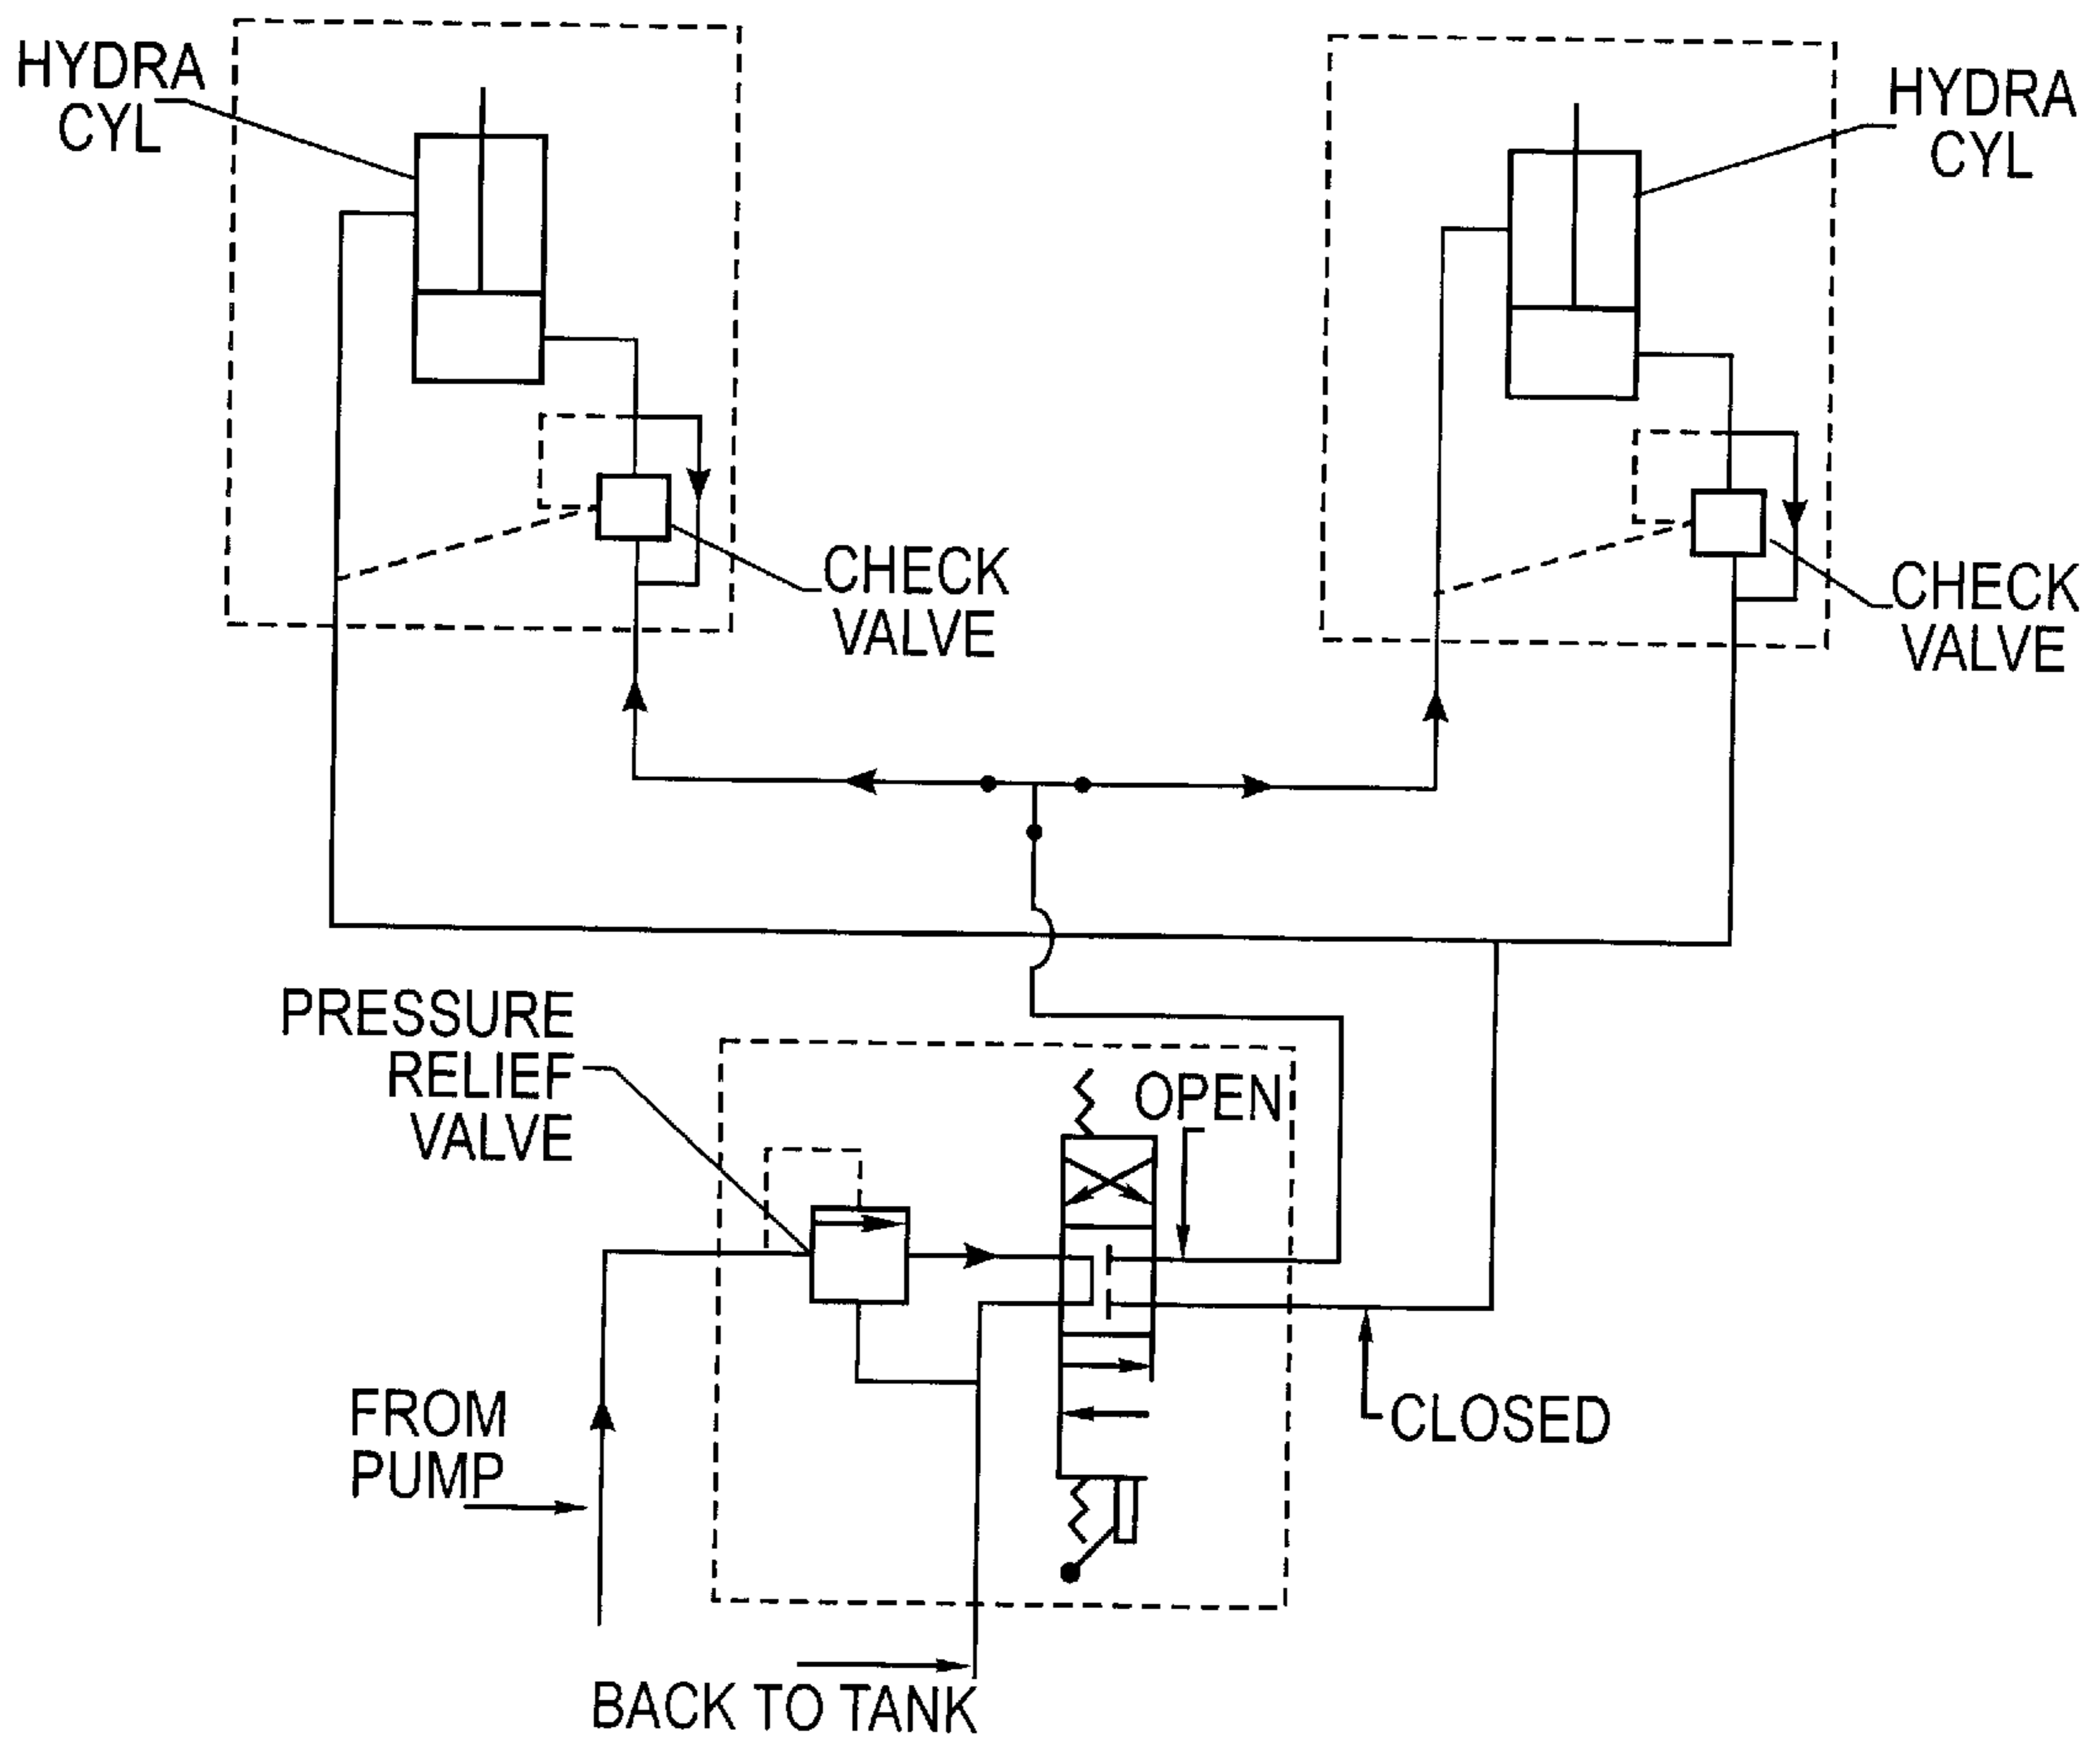 HYDRA
CYL
HYDRA
CYL
CHECK
VALVE
CHECK
VALVE
PRESSURE
RELIEF
VALVE
OPEN
FROM
PUMP
CLOSED
BACK TO TANK